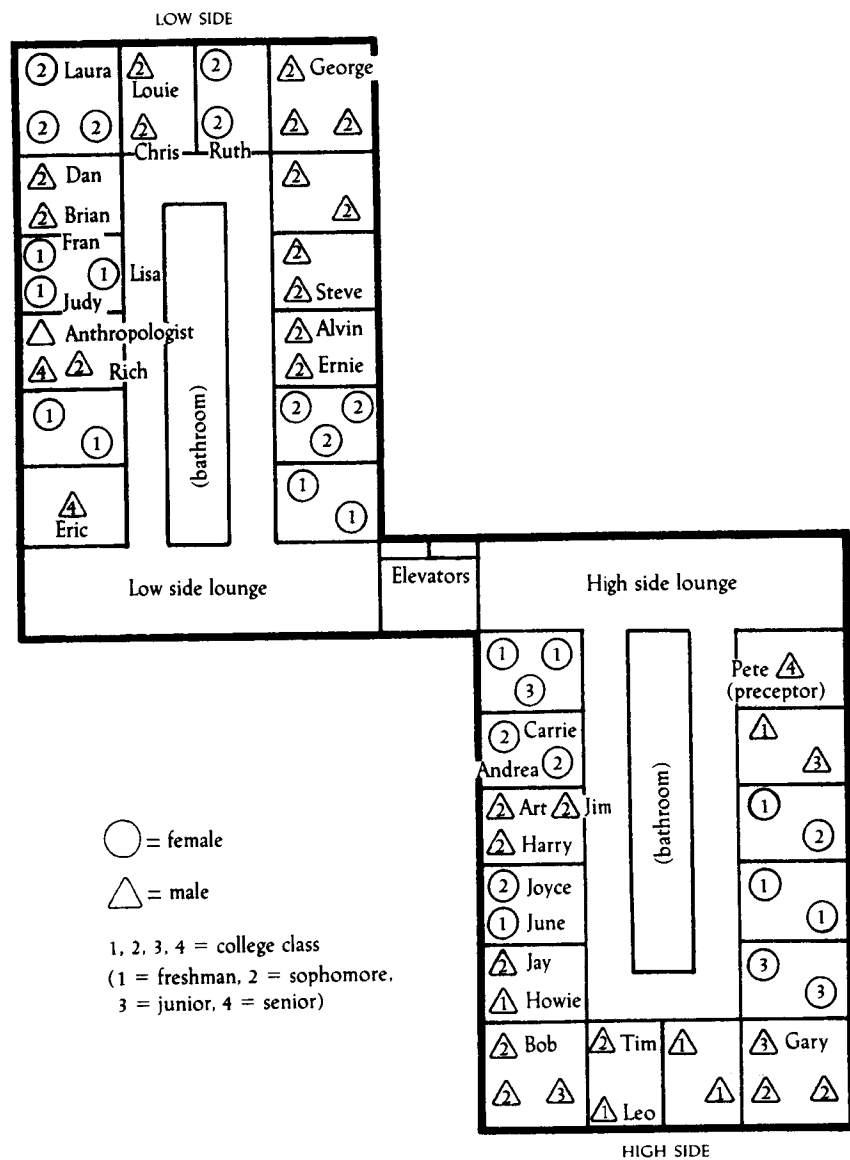 LOW SIDE
2 Laura
2 2
2
Louie
2
Chris
2
2
Ruth
2 George
2 2
2 Dan
2 Brian
2
2
Fran
1
1 Lisa
1
Judy
2
2 Steve
Anthropologist
4 2 Rich
2 Alvin
2 Ernie
1
1
2 2
2
4
Eric
1
1
(bathroom)
Low side lounge
Elevators
High side lounge
1 1
3
Pete 4
(preceptor)
2 Carrie
Andrea 2
1
3
2 Art 2 Jim
2 Harry
1
2
2 Joyce
1 June
1
1
2 Jay
1 Howie
3
3
(bathroom)
2 Bob
2 3
2 Tim
1 Leo
1
1
3 Gary
2 2
HIGH SIDE
= female
= male
1, 2, 3, 4 = college class
(1 = freshman, 2 = sophomore,
3 = junior, 4 = senior)